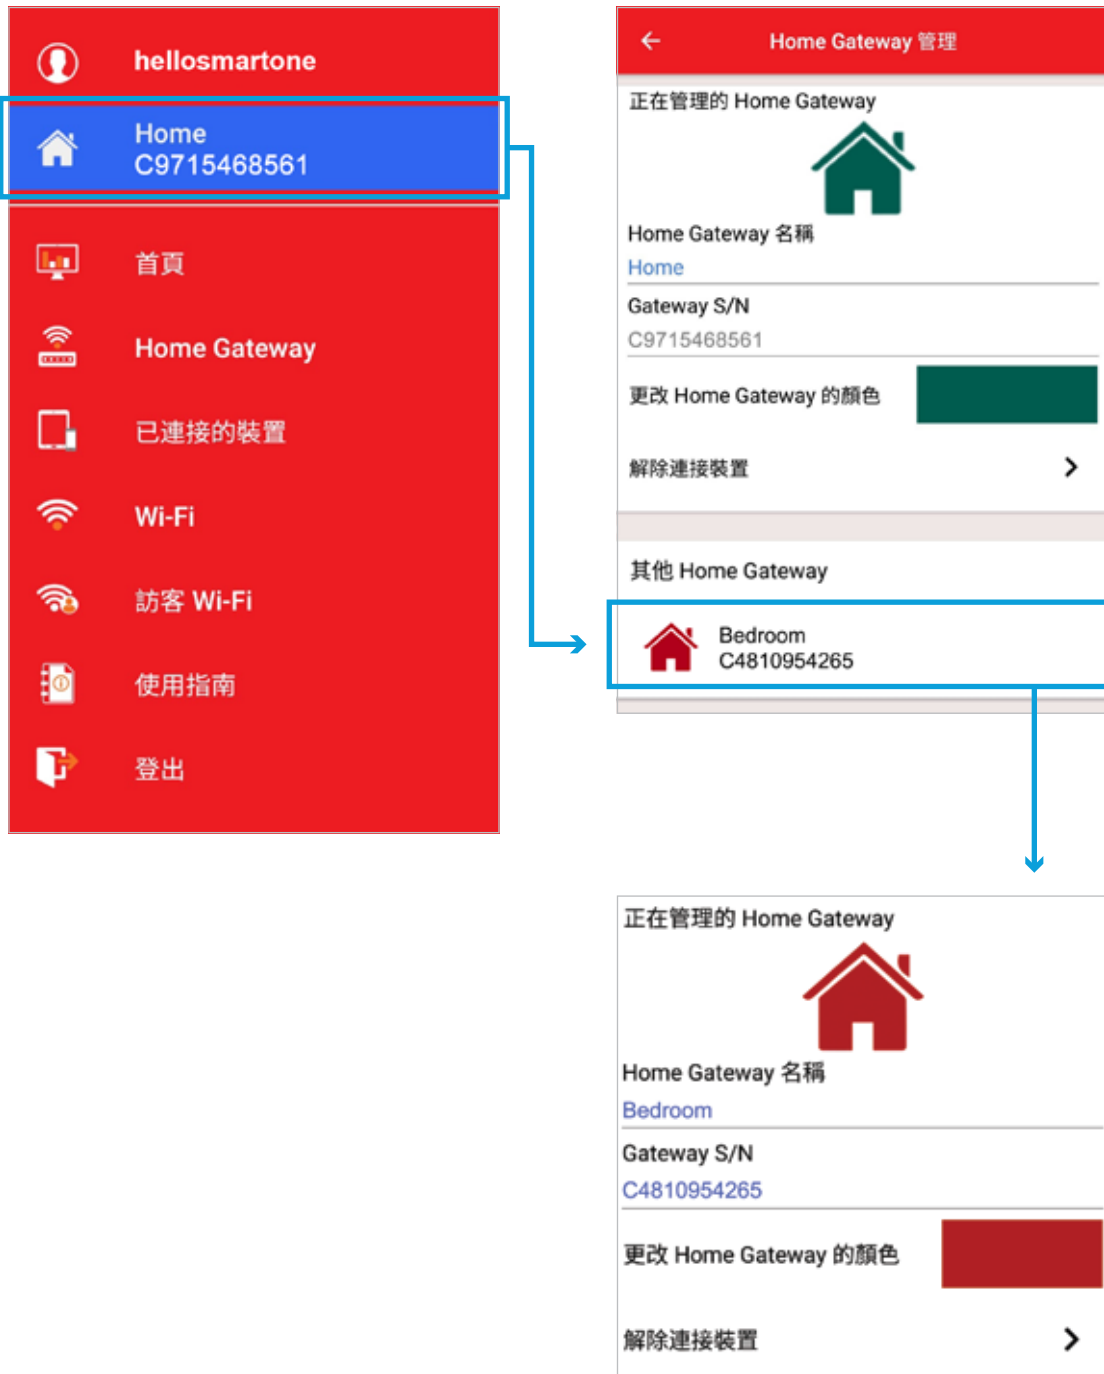 hellosmartone
Home
C9715468561
首頁
Home Gateway
已連接的裝置
Wi-Fi
訪客 Wi-Fi
使用指南
登出
Home Gateway 管理
正在管理的 Home Gateway
Home Gateway 名稱
Home
Gateway S/N
C9715468561
更改 Home Gateway 的顏色
解除連接裝置
其他 Home Gateway
Bedroom
C4810954265
正在管理的 Home Gateway
Home Gateway 名稱
Bedroom
Gateway S/N
C4810954265
更改 Home Gateway 的顏色
解除連接裝置